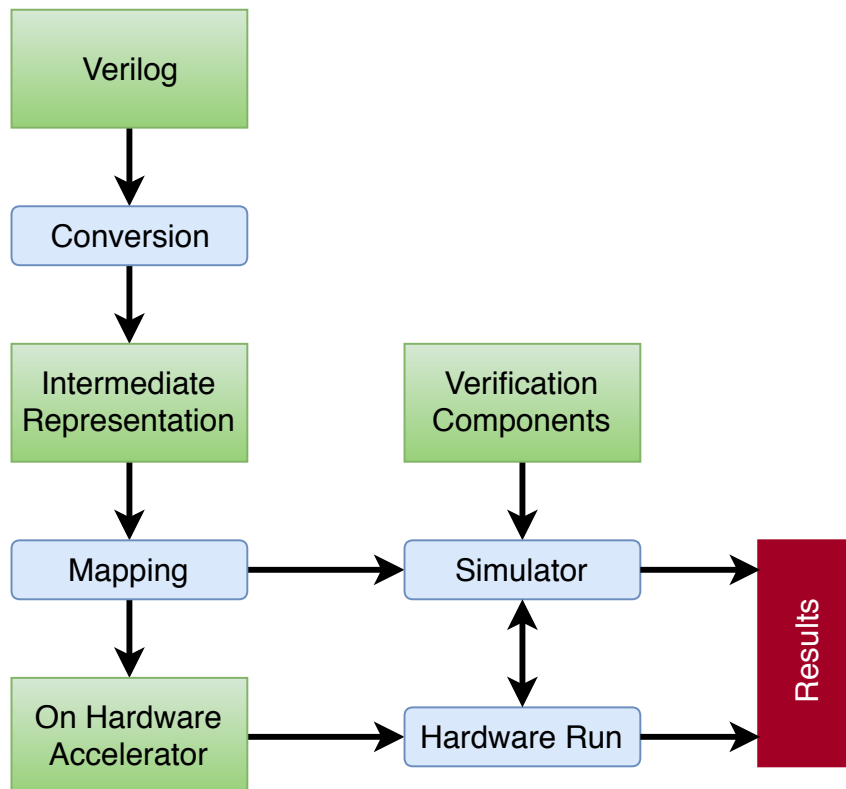 Verilog
Conversion
Intermediate
Representation
Verification
Components
Mapping
Simulator
Results
On Hardware
Accelerator
Hardware Run